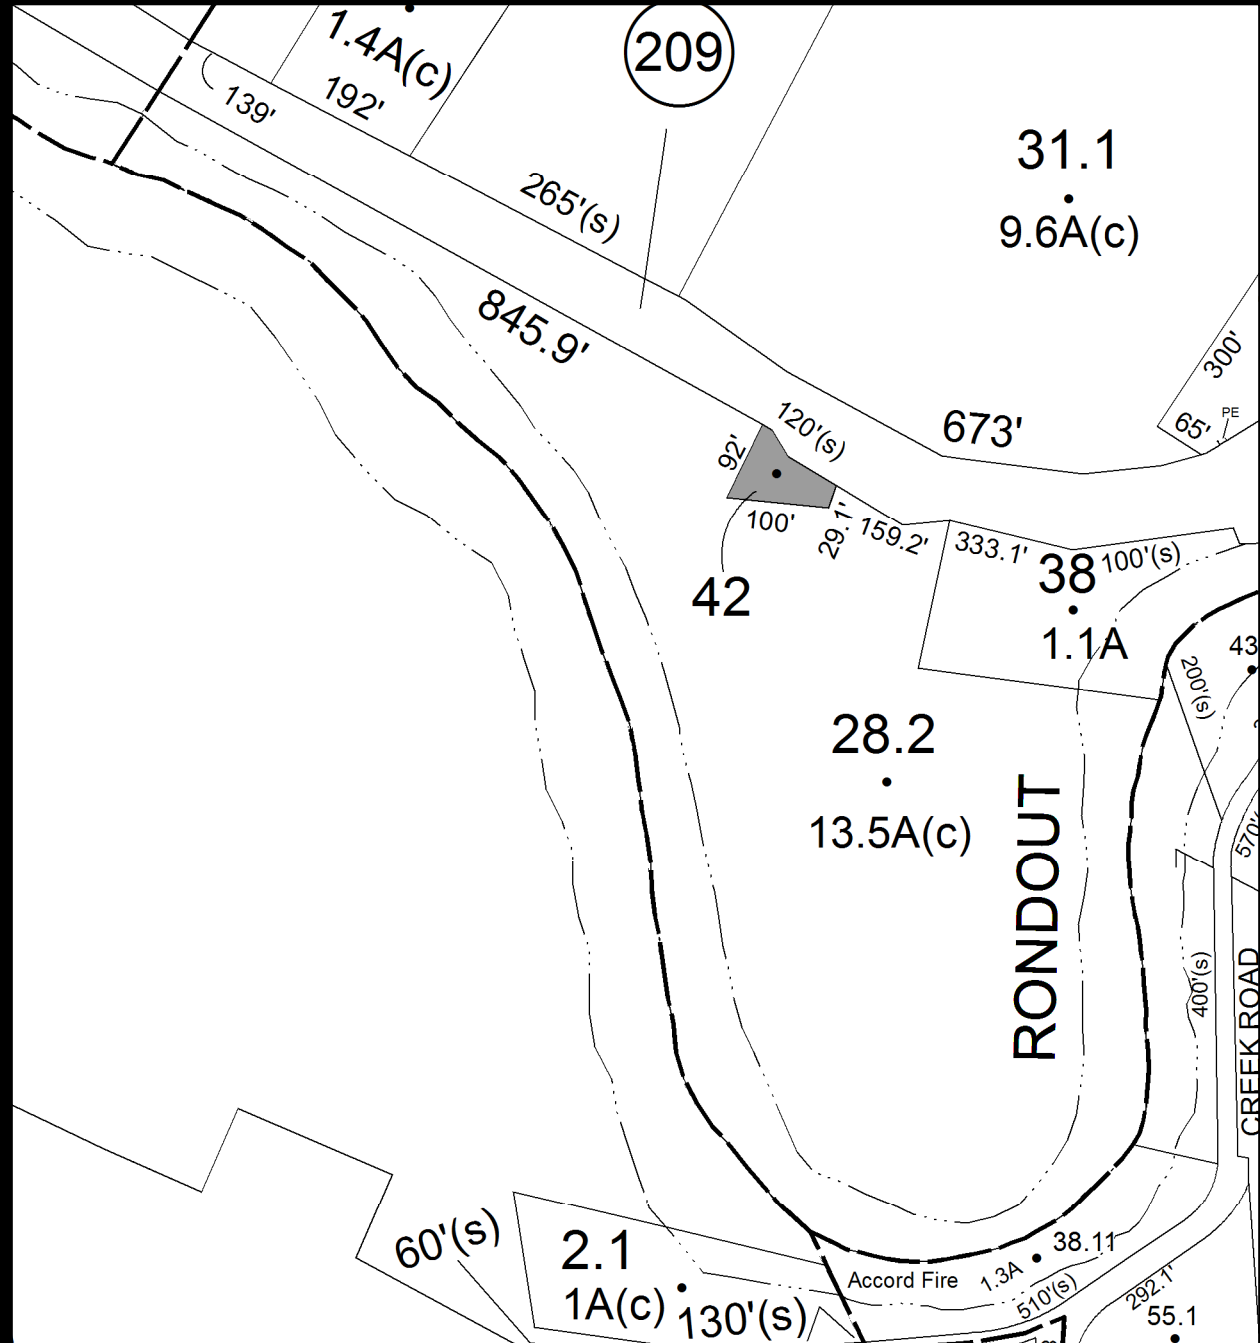 1.4A(c)
209
139'
192'
31.1
9.6A(c)
265'(s)
845.9'
300'
PE
65'
673'
120'(s)
92'
100'
29.1'
159.2'
333.1'
100'(s)
38
1.1A
42
43
200'(s)
28.2
13.5A(c)
570'
RONDOUT
400'(s)
CREEK ROAD
60'(s)
2.1
1A(c)
130'(s)
38.11
1.3A
Accord Fire
510'(s)
292.1'
55.1